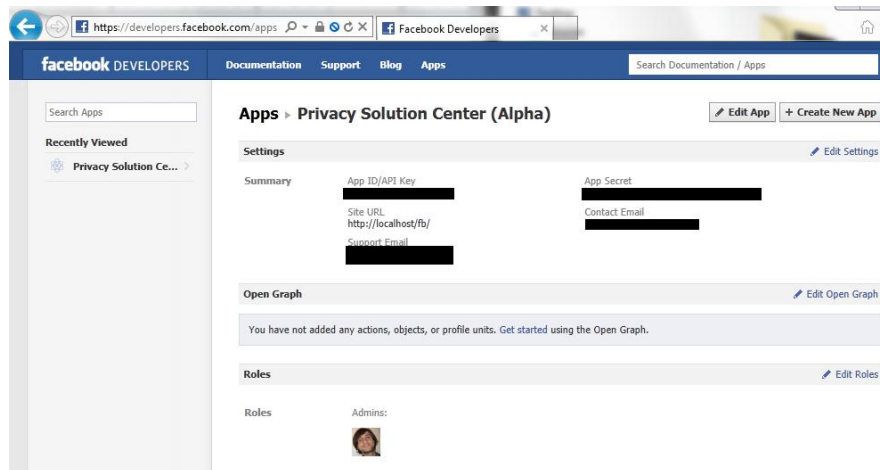 https://developers.facebook.com/apps
Facebook Developers
facebook DEVELOPERS
Documentation Support Blog Apps
Search Documentation / Apps
Search Apps
Recently Viewed
Privacy Solution Ce...
Apps ▸ Privacy Solution Center (Alpha)
Edit App
+ Create New App
Settings
Edit Settings
Summary
App ID/API Key
App Secret
Site URL
http://localhost/fb/
Contact Email
Support Email
Open Graph
Edit Open Graph
You have not added any actions, objects, or profile units. Get started using the Open Graph.
Roles
Edit Roles
Roles
Admins: